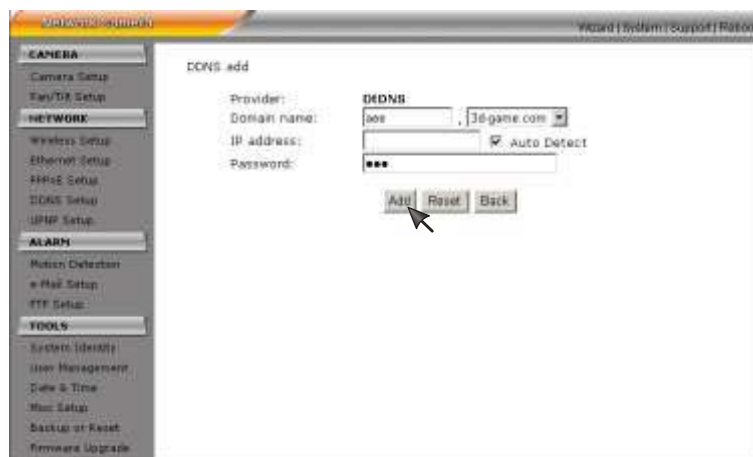 Wizard | System | Support |
CAMERA
Camera Setup
Pan/Tilt Setup
NETWORK
Wireless Setup
Ethernet Setup
PPPoE Setup
DDNS Setup
UPNP Setup
ALARM
Motion Detection
e-Mail Setup
FTP Setup
TOOLS
System Identity
User Management
Date & Time
Misc Setup
Backup or Reset
Firmware Upgrade
DDNS add
Provider: DtDNS
Domain name: aee . 3d-game.com
IP address: Auto Detect
Password: ●●●
Add Reset Back